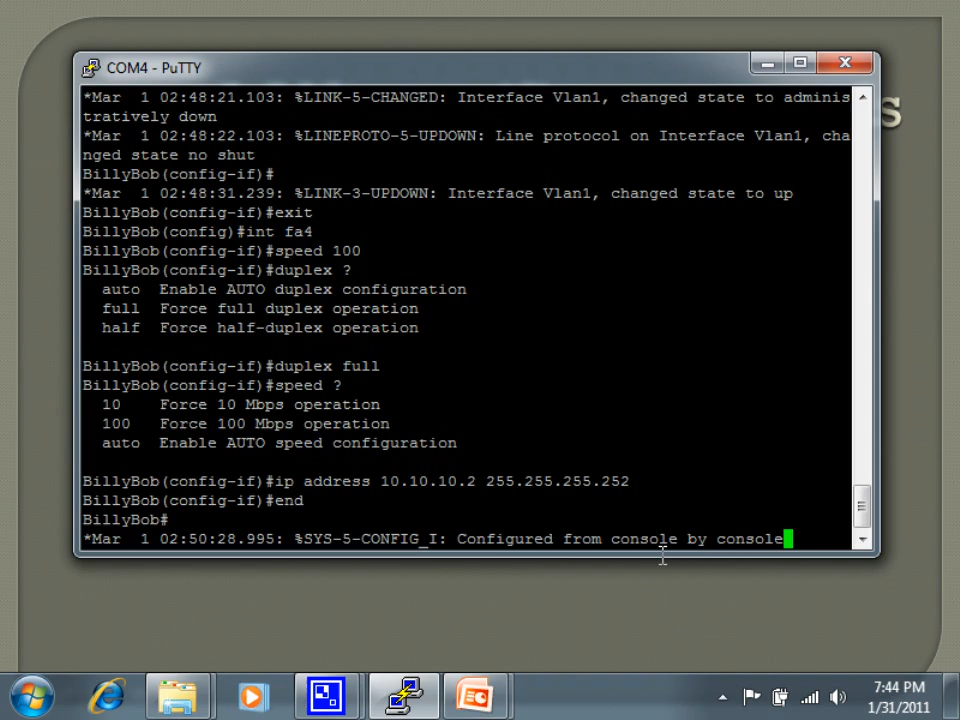 COM4 - PuTTY
s
*Mar  1 02:48:21.103: %LINK-5-CHANGED: Interface Vlan1, changed state to adminis
tratively down
*Mar  1 02:48:22.103: %LINEPROTO-5-UPDOWN: Line protocol on Interface Vlan1, cha
nged state no shut
BillyBob(config-if)#
*Mar  1 02:48:31.239: %LINK-3-UPDOWN: Interface Vlan1, changed state to up
BillyBob(config-if)#exit
BillyBob(config)#int fa4
BillyBob(config-if)#speed 100
BillyBob(config-if)#duplex ?
  auto  Enable AUTO duplex configuration
  full  Force full duplex operation
  half  Force half-duplex operation
BillyBob(config-if)#duplex full
BillyBob(config-if)#speed ?
  10    Force 10 Mbps operation
  100   Force 100 Mbps operation
  auto  Enable AUTO speed configuration
BillyBob(config-if)#ip address 10.10.10.2 255.255.255.252
BillyBob(config-if)#end
BillyBob#
*Mar  1 02:50:28.995: %SYS-5-CONFIG_I: Configured from console by console
7:44 PM
1/31/2011